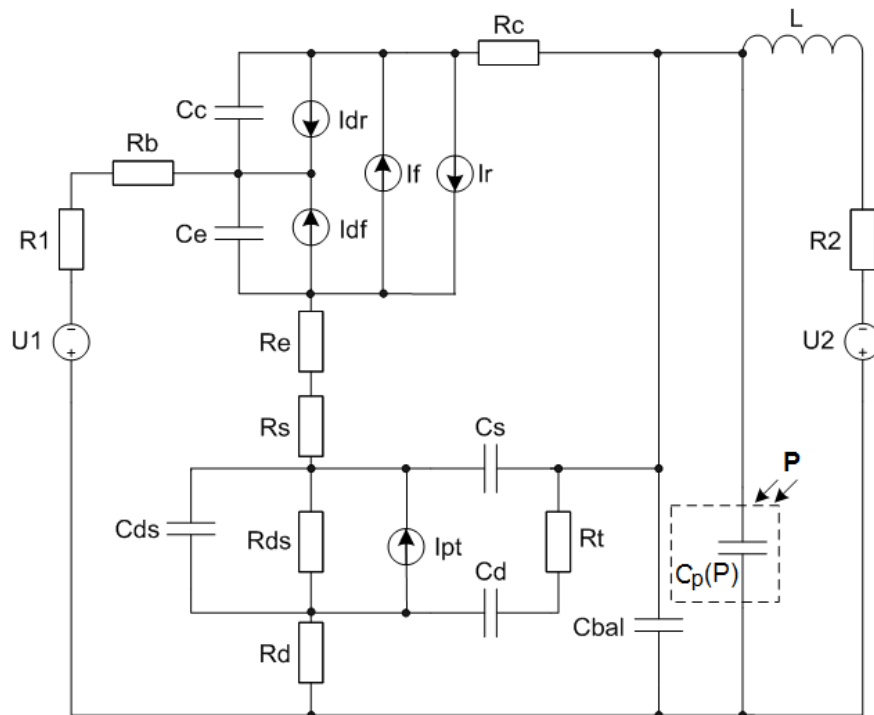 L
Rc
Cc
Idr
Rb
If
Ir
R1
Ce
Idf
R2
U1
−
+
Re
U2
−
+
Rs
Cs
P
Cds
Rds
Ipt
Rt
Cp(P)
Cd
Cbal
Rd